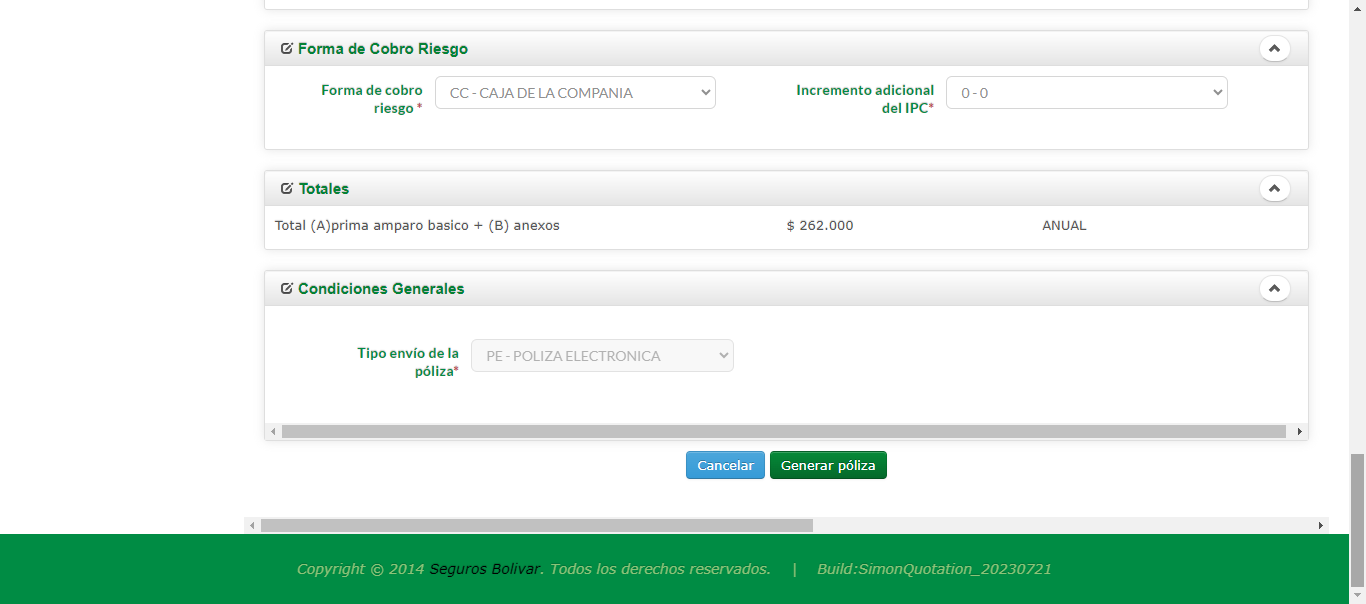 Forma de Cobro Riesgo
Forma de cobro riesgo * CC - CAJA DE LA COMPANIA Incremento adicional del IPC* 0 - 0
Totales
Total (A)prima amparo basico + (B) anexos $ 262.000 ANUAL
Condiciones Generales
Tipo envío de la póliza* PE - POLIZA ELECTRONICA
Cancelar Generar póliza
Copyright © 2014 Seguros Bolivar. Todos los derechos reservados. | Build:SimonQuotation_20230721